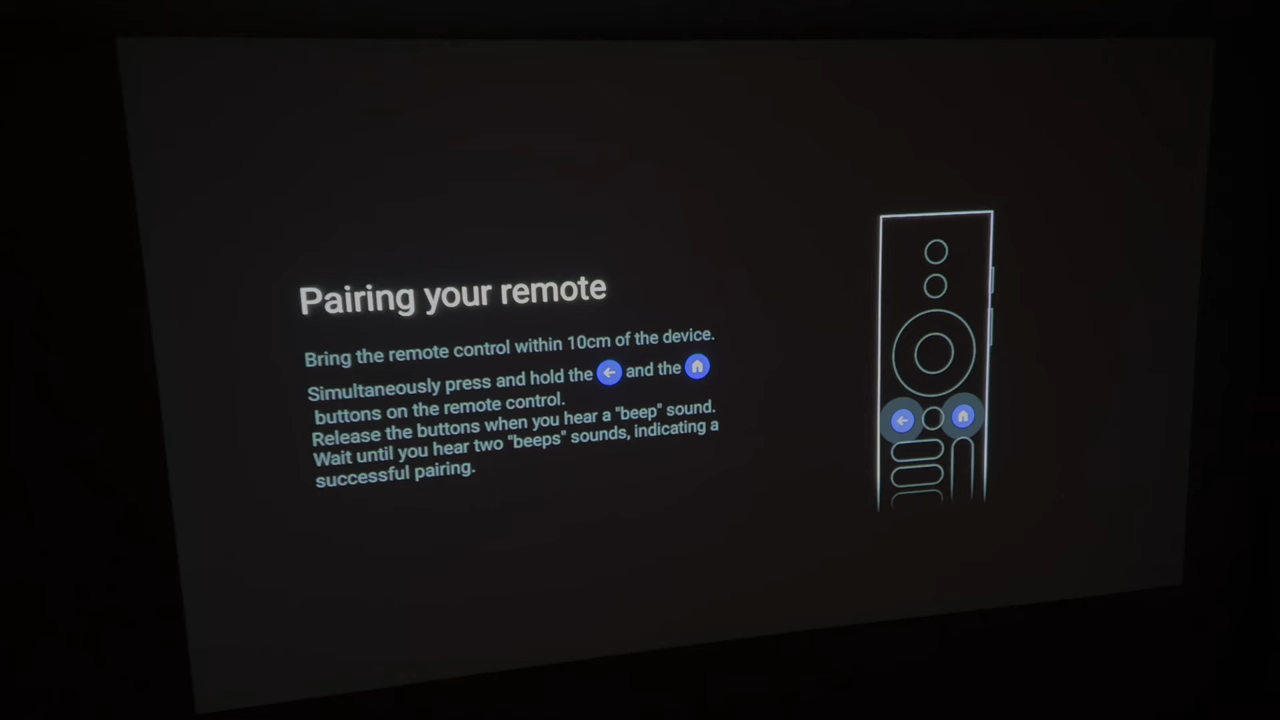 Pairing your remote
Bring the remote control within 10cm of the device.
Simultaneously press and hold the and the
buttons on the remote control.
Release the buttons when you hear a "beep" sound.
Wait until you hear two "beeps" sounds, indicating a
successful pairing.